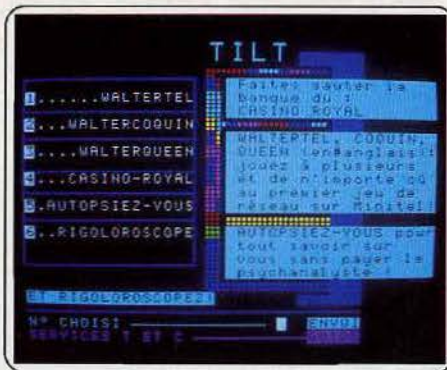 TILT
1......WALTERTEL
2...WALTERCOQUIN
3....WALTERQUEEN
4...CASINO-ROYAL
5.AUTOPSIEZ-VOUS
6..RIGOLOROSCOPE
Faites sauter la
banque du :
CASINO ROYAL
WALTERTEL, COQUIN,
QUEEN (en anglais):
jouez à plusieurs
et de n'importe où
au premier jeu de
réseau sur Minitel!
AUTOPSIEZ-VOUS pour
tout savoir sur
vous sans payer le
psychanalyste !
ET RIGOLOROSCOPEZ!
N° CHOISI ENVOI
SERVICES T ET C